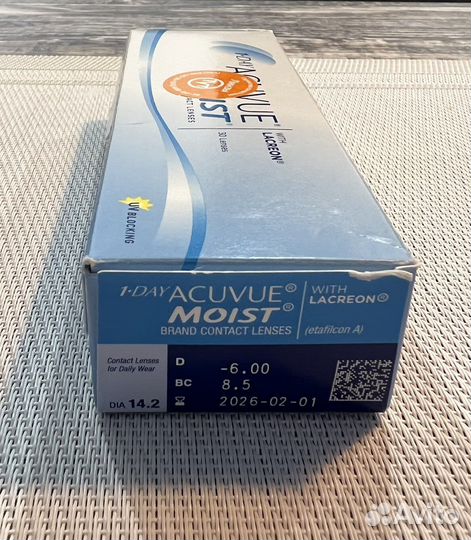 1·DAY ACUVUE®
MOIST®
WITH LACREON®
30 LENSES
UV BLOCKING
1·DAY ACUVUE®
MOIST®
BRAND CONTACT LENSES
WITH
LACREON®
(etafilcon A)
Contact Lenses
for Daily Wear
DIA 14.2
D -6.00
BC 8.5
2026-02-01
Avito